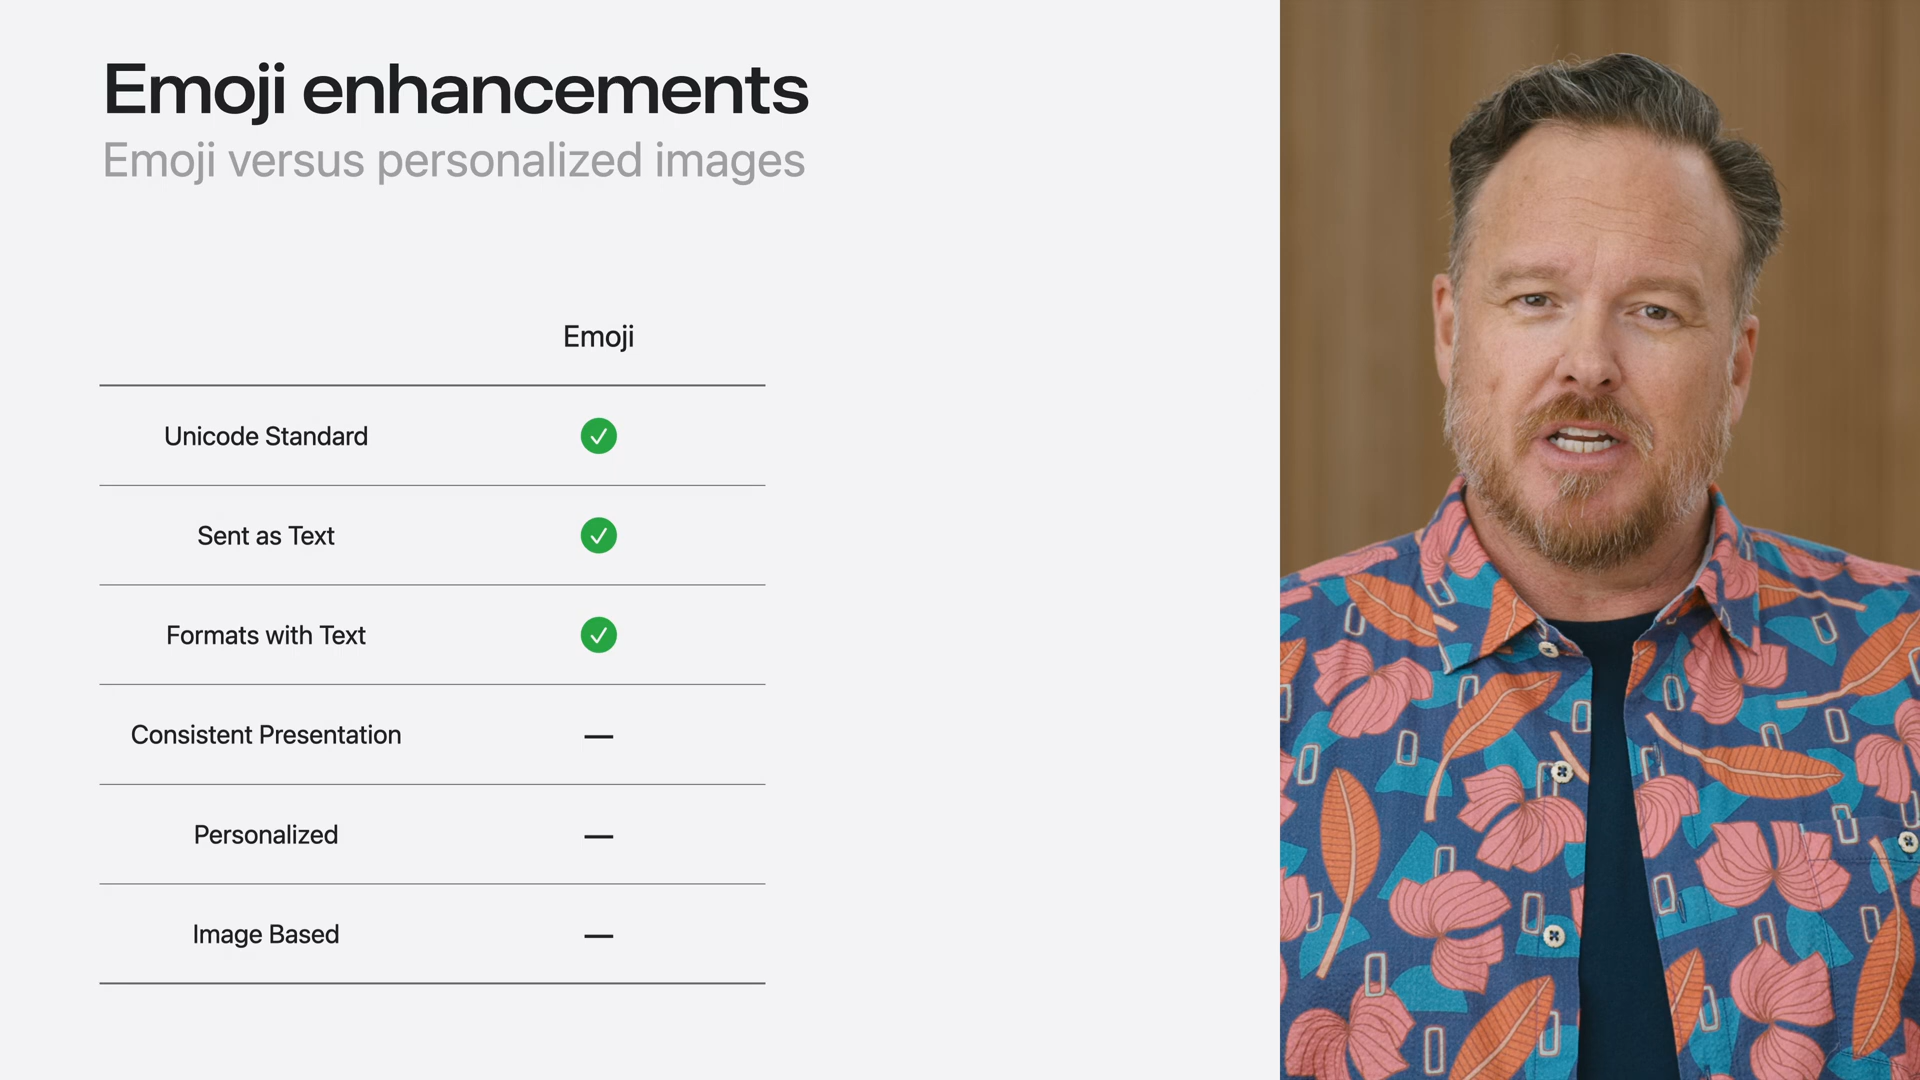 Emoji enhancements
Emoji versus personalized images
Emoji
Unicode Standard
Sent as Text
Formats with Text
Consistent Presentation —
Personalized —
Image Based —